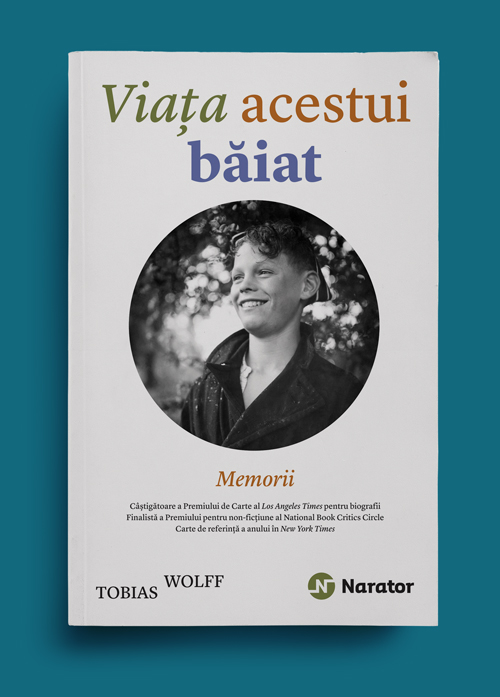 Viața acestui
băiat
Memorii
Câștigătoare a Premiului de Carte al Los Angeles Times pentru biografii
Finalistă a Premiului pentru non-ficțiune al National Book Critics Circle
Carte de referință a anului în New York Times
TOBIAS WOLFF
N Narator